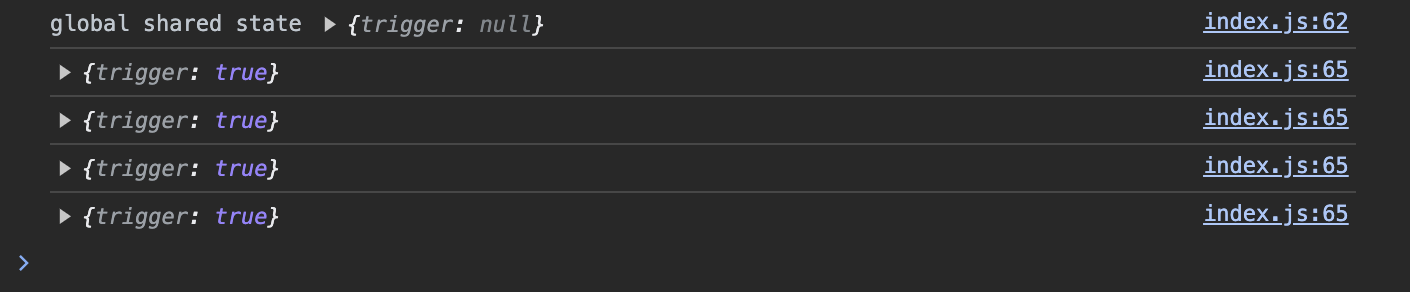 global shared state ▶ {trigger: null} index.js:62
▶ {trigger: true} index.js:65
▶ {trigger: true} index.js:65
▶ {trigger: true} index.js:65
▶ {trigger: true} index.js:65